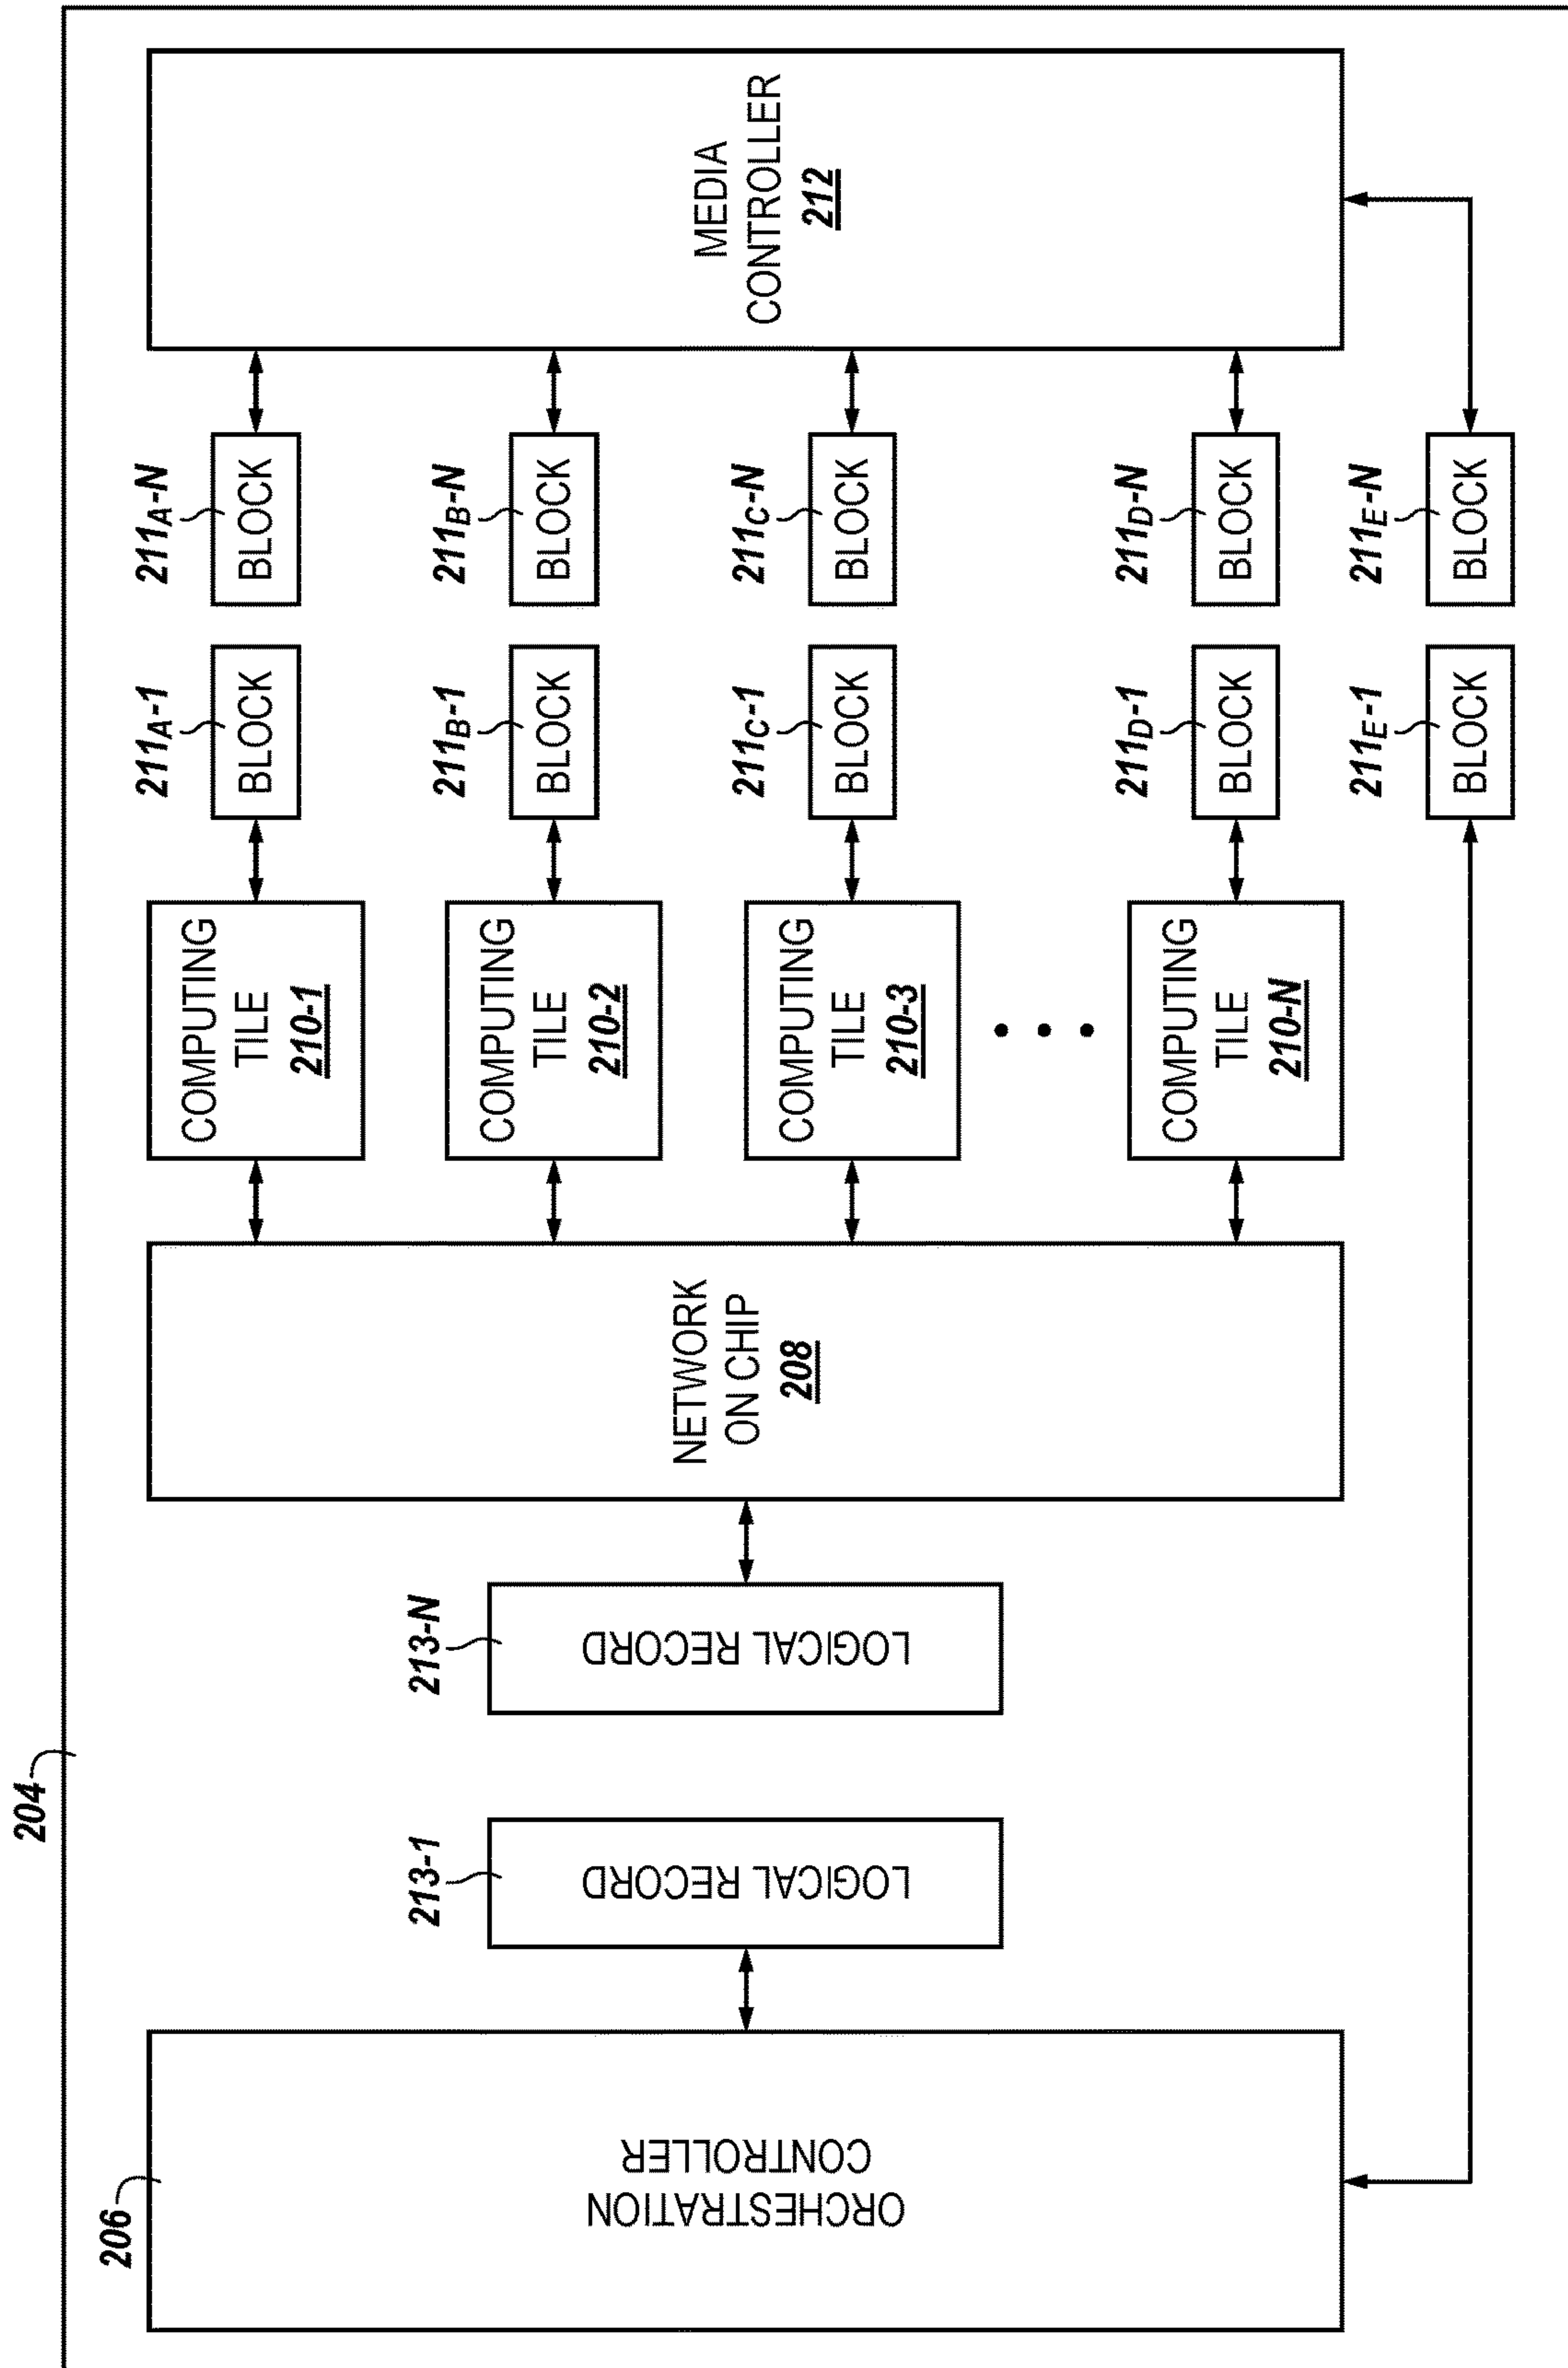 204
206
ORCHESTRATION
CONTROLLER
213-1
LOGICAL RECORD
213-N
LOGICAL RECORD
NETWORK
ON CHIP
208
COMPUTING
TILE
210-1
COMPUTING
TILE
210-2
COMPUTING
TILE
210-3
COMPUTING
TILE
210-N
211A-1
BLOCK
211B-1
BLOCK
211C-1
BLOCK
211D-1
BLOCK
211E-1
BLOCK
211A-N
BLOCK
211B-N
BLOCK
211C-N
BLOCK
211D-N
BLOCK
211E-N
BLOCK
MEDIA
CONTROLLER
212